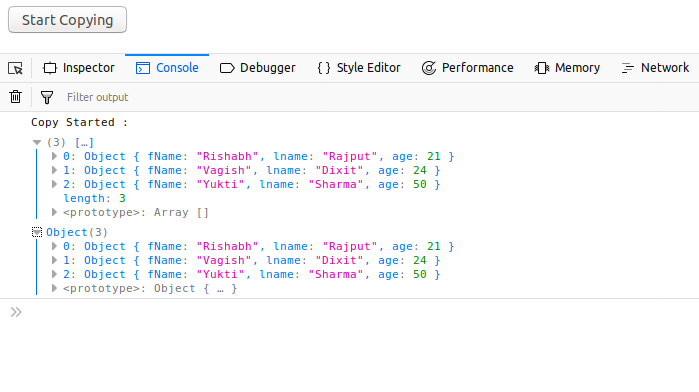 Start Copying
Inspector Console Debugger { } Style Editor Performance Memory Network
Filter output
Copy Started :
(3) […]
0: Object { fName: "Rishabh", lname: "Rajput", age: 21 }
1: Object { fName: "Vagish", lname: "Dixit", age: 24 }
2: Object { fName: "Yukti", lname: "Sharma", age: 50 }
length: 3
<prototype>: Array []
Object(3)
0: Object { fName: "Rishabh", lname: "Rajput", age: 21 }
1: Object { fName: "Vagish", lname: "Dixit", age: 24 }
2: Object { fName: "Yukti", lname: "Sharma", age: 50 }
<prototype>: Object { … }
»